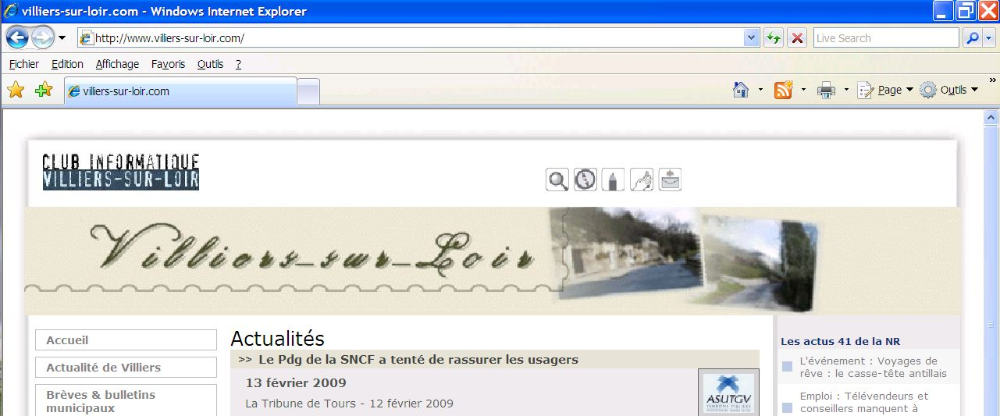 villiers-sur-loir.com - Windows Internet Explorer
http://www.villiers-sur-loir.com/
Live Search
Fichier Edition Affichage Favoris Outils ?
villiers-sur-loir.com
Page Outils
CLUB INFORMATIQUE
VILLIERS-SUR-LOIR
Villiers-sur-Loir
Accueil
Actualité de Villiers
Brèves & bulletins
municipaux
Actualités
>> Le Pdg de la SNCF a tenté de rassurer les usagers
13 février 2009
La Tribune de Tours - 12 février 2009
ASUTGV
Les actus 41 de la NR
L'événement : Voyages de
rêve : le casse-tête antillais
Emploi : Télévendeurs et
conseillers manquent à